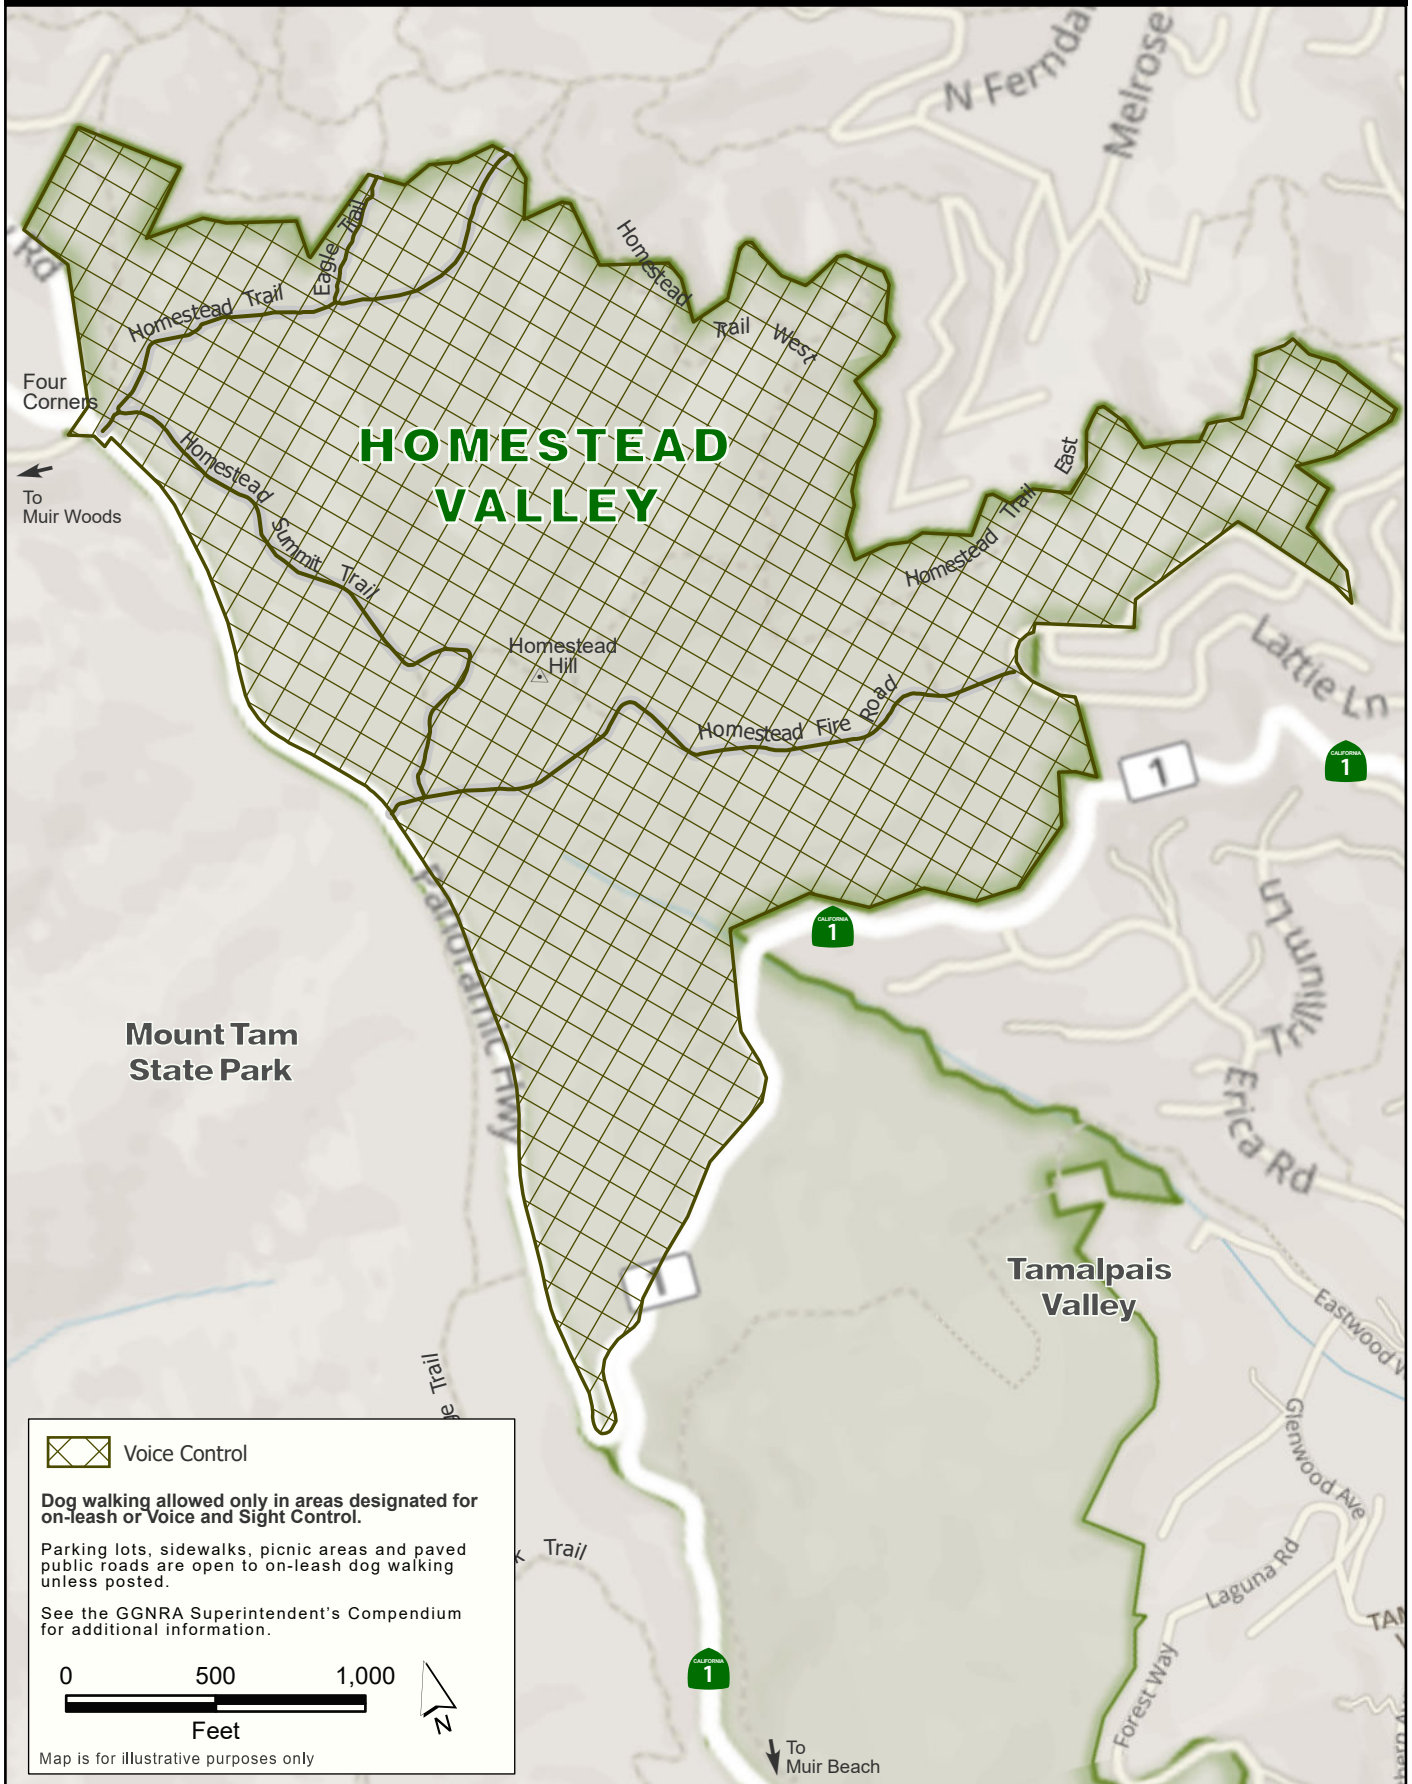 N Fernda
Melrose
Rd
Eagle Trail
Homestead Trail
Homestead
Trail West
Four
Corners
To
Muir Woods
HOMESTEAD
VALLEY
Homestead Summit Trail
Homestead Trail East
Homestead
Hill
Homestead Fire Road
Lattie Ln
1
CALIFORNIA
1
CALIFORNIA
1
Panoramic Hwy
Trillium Ln
Erica Rd
Mount Tam
State Park
Tamalpais
Valley
1
Eastwood W
Glenwood Ave
Laguna Rd
Forest Way
TAM
Trail
Trail
CALIFORNIA
1
To
Muir Beach
Voice Control
Dog walking allowed only in areas designated for
on-leash or Voice and Sight Control.
Parking lots, sidewalks, picnic areas and paved
public roads are open to on-leash dog walking
unless posted.
See the GGNRA Superintendent's Compendium
for additional information.
0 500 1,000
Feet
N
Map is for illustrative purposes only